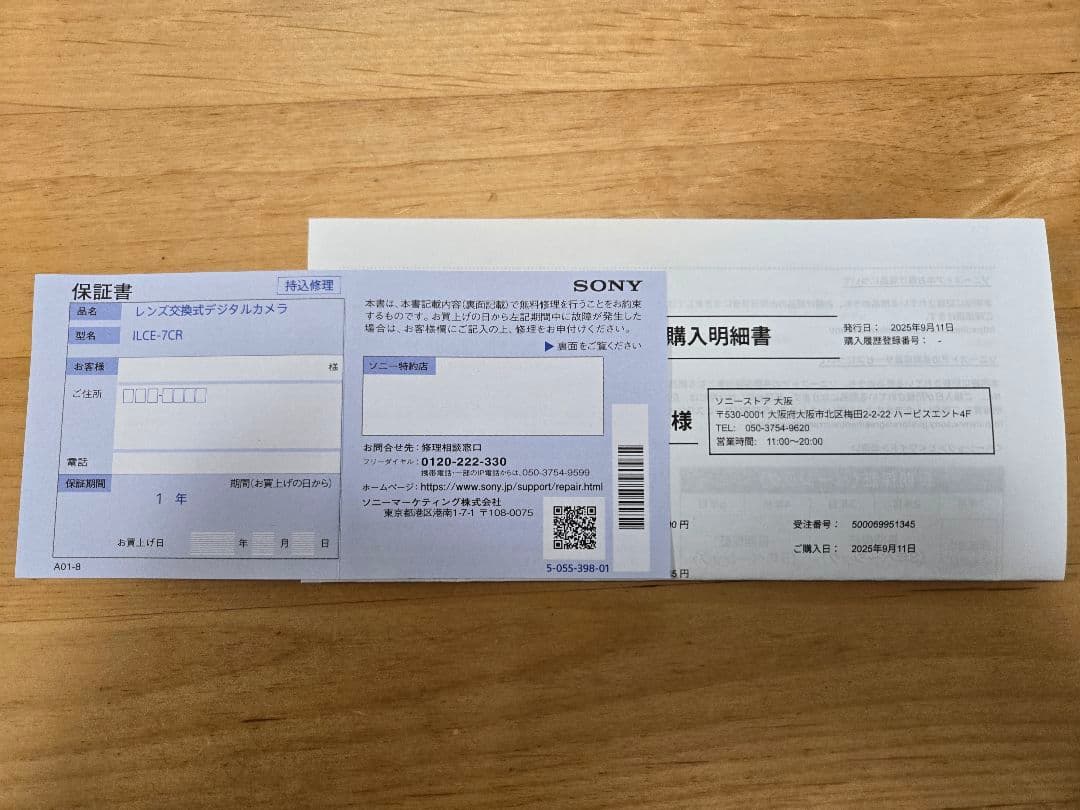 保証書
持込修理
品名 レンズ交換式デジタルカメラ
型名 ILCE-7CR
お客様 様
ご住所
電話
保証期間 期間(お買上げの日から)
1 年
お買上げ日 年 月 日
A01-8
SONY
本書は、本書記載内容(裏面記載)で無料修理を行うことをお約束
するものです。お買上げの日から左記期間中に故障が発生した
場合は、お客様欄にご記入の上、修理をお申付けください。
▶裏面をご覧ください
ソニー特約店
お問合せ先:修理相談窓口
フリーダイヤル:0120-222-330
携帯電話・一部のIP電話からは、050-3754-9599
ホームページ:https://www.sony.jp/support/repair.html
ソニーマーケティング株式会社
東京都港区港南1-7-1 〒108-0075
5-055-398-01
購入明細書
発行日: 2025年9月11日
購入履歴登録番号: -
様
ソニーストア 大阪
〒530-0001 大阪府大阪市北区梅田2-2-22 ハービスエント4F
TEL: 050-3754-9620
営業時間: 11:00～20:00
0円
受注番号: 500069951345
ご購入日: 2025年9月11日
5円